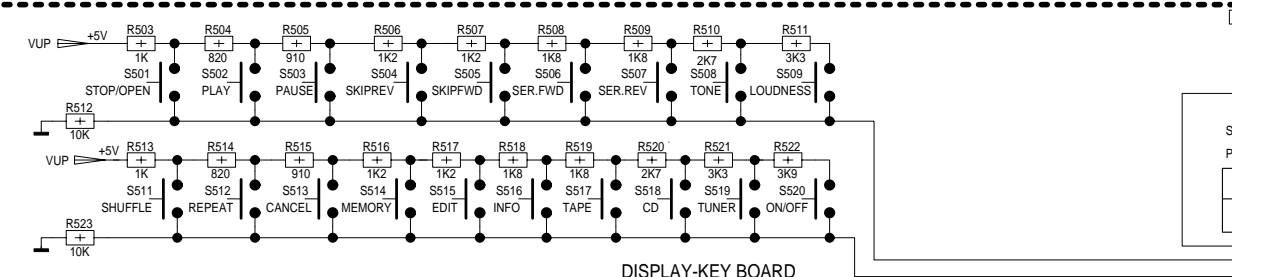 R503 R504 R505 R506 R507 R508 R509 R510 R511
VUP +5V
1K 820 910 1K2 1K2 1K8 1K8 2K7 3K3
S501 S502 S503 S504 S505 S506 S507 S508 S509
STOP/OPEN PLAY PAUSE SKIPREV SKIPFWD SER.FWD SER.REV TONE LOUDNESS
R512
10K
VUP +5V R513 R514 R515 R516 R517 R518 R519 R520 R521 R522
1K 820 910 1K2 1K2 1K8 1K8 2K7 3K3 3K9
S511 S512 S513 S514 S515 S516 S517 S518 S519 S520
SHUFFLE REPEAT CANCEL MEMORY EDIT INFO TAPE CD TUNER ON/OFF
R523
10K
DISPLAY-KEY BOARD
S
P